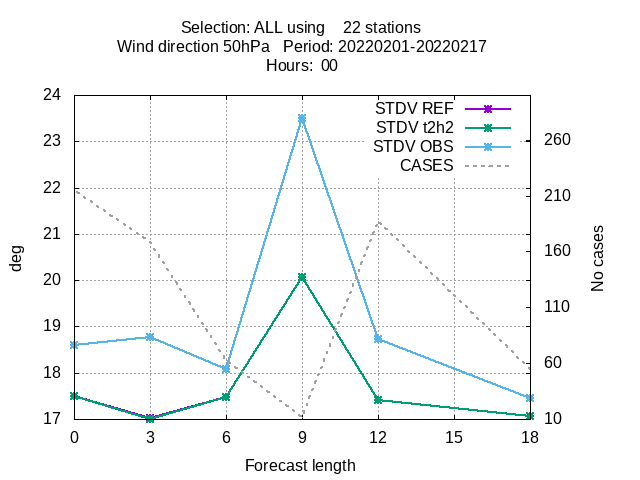 Selection: ALL using    22 stations
Wind direction 50hPa   Period: 20220201-20220217
Hours:  00
STDV REF
STDV t2h2
STDV OBS
CASES
24
23
22
21
20
19
18
17
deg
260
210
160
110
60
10
No cases
0 3 6 9 12 15 18
Forecast length